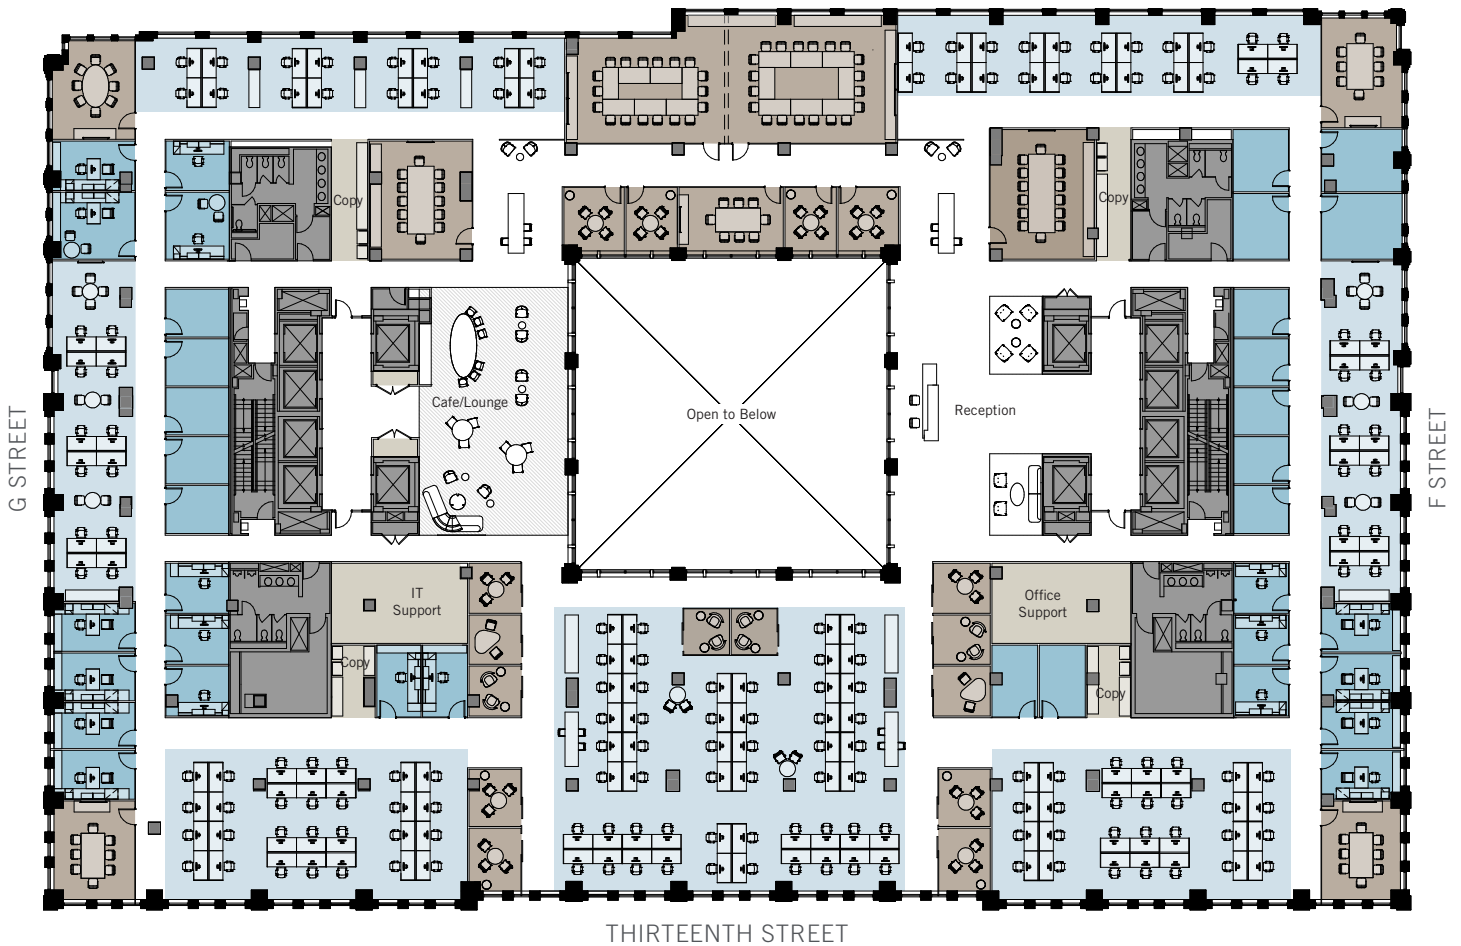 Copy
Copy
G STREET
Cafe/Lounge
Open to Below
Reception
F STREET
IT
Support
Office
Support
Copy
Copy
THIRTEENTH STREET